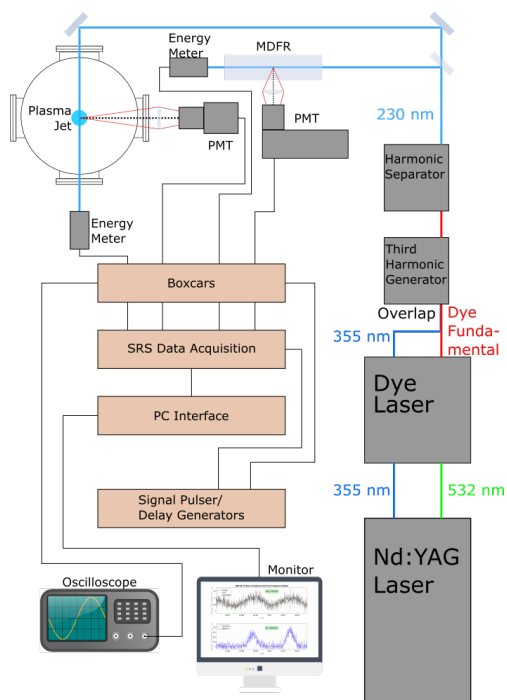 Energy
Meter
MDFR
Plasma
Jet
PMT
PMT
230 nm
Harmonic
Separator
Energy
Meter
Third
Harmonic
Generator
Boxcars
Overlap
Dye
Funda-
mental
355 nm
SRS Data Acquisition
Dye
Laser
PC Interface
355 nm
532 nm
Signal Pulser/
Delay Generators
Nd:YAG
Laser
Monitor
Oscilloscope